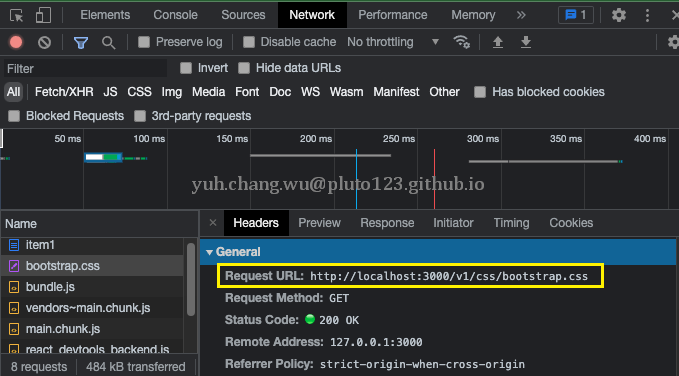 Elements Console Sources Network Performance Memory » 1
Preserve log Disable cache No throttling
Filter Invert Hide data URLs
All Fetch/XHR JS CSS Img Media Font Doc WS Wasm Manifest Other Has blocked cookies
Blocked Requests 3rd-party requests
50 ms 100 ms 150 ms 200 ms 250 ms 300 ms 350 ms 400 ms
yuh.chang.wu@pluto123.github.io
Name
item1
bootstrap.css
bundle.js
vendors~main.chunk.js
main.chunk.js
react_devtools_backend.js
8 requests 484 kB transferred
Headers Preview Response Initiator Timing Cookies
General
Request URL: http://localhost:3000/v1/css/bootstrap.css
Request Method: GET
Status Code: 200 OK
Remote Address: 127.0.0.1:3000
Referrer Policy: strict-origin-when-cross-origin